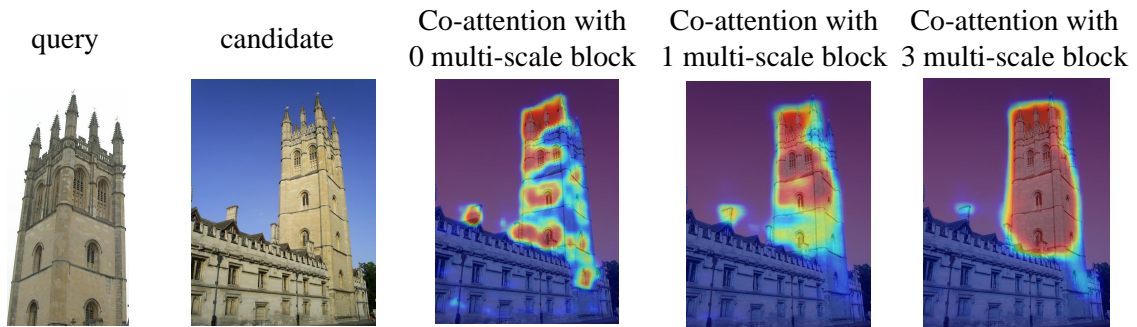 query
candidate
Co-attention with
0 multi-scale block
Co-attention with
1 multi-scale block
Co-attention with
3 multi-scale block